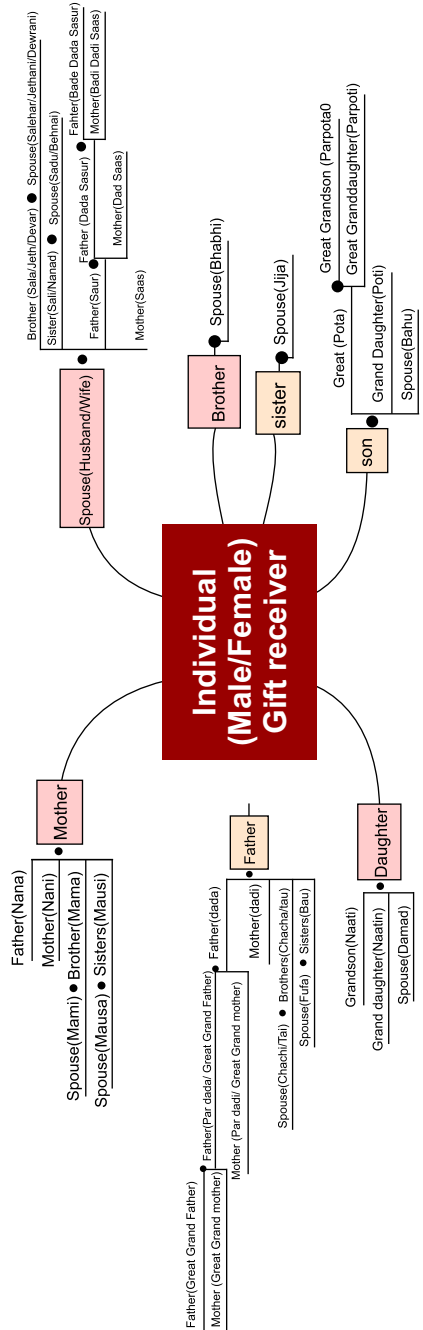 Individual
(Male/Female)
Gift receiver
Mother
Father(Nana)
Mother(Nani)
Spouse(Mami) Brother(Mama)
Spouse(Mausa) Sisters(Mausi)
Father
Father(dada)
Mother(dadi)
Spouse(Chachi/Tai) Brothers(Chacha/tau)
Spouse(Fufa) Sisters(Bau)
Father(Par dada/ Great Grand Father)
Mother (Par dadi/ Great Grand mother)
Father(Great Grand Father)
Mother (Great Grand mother)
Daughter
Grandson(Naati)
Grand daughter(Naatin)
Spouse(Damad)
Spouse(Husband/Wife)
Brother (Sala/Jeth/Devar) Spouse(Salehar/Jethani/Dewrani)
Sister(Sali/Nanad) Spouse(Sadu/Behnai)
Father(Saur)
Mother(Saas)
Father (Dada Sasur)
Mother(Dad Saas)
Fahter(Bade Dada Sasur)
Mother(Badi Dadi Saas)
Brother
Spouse(Bhabhi)
sister
Spouse(Jija)
son
Great (Pota)
Grand Daughter(Poti)
Spouse(Bahu)
Great Grandson (Parpota0
Great Granddaughter(Parpoti)